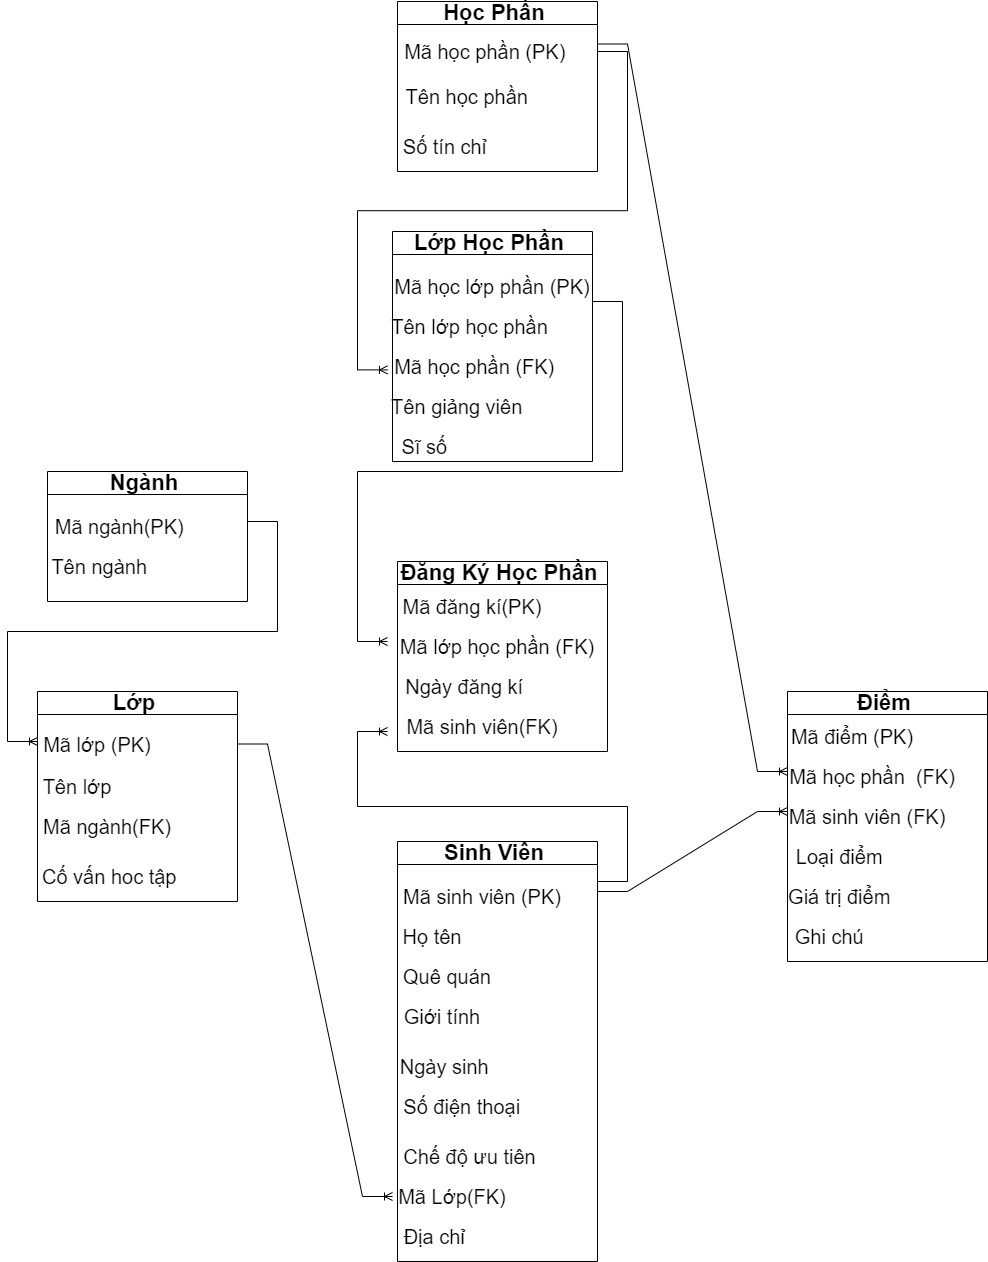 Học Phần
Mã học phần (PK)
Tên học phần
Số tín chỉ
Lớp Học Phần
Mã học lớp phần (PK)
Tên lớp học phần
Mã học phần (FK)
Tên giảng viên
Sĩ số
Ngành
Mã ngành(PK)
Tên ngành
Đăng Ký Học Phần
Mã đăng kí(PK)
Mã lớp học phần (FK)
Ngày đăng kí
Mã sinh viên(FK)
Lớp
Mã lớp (PK)
Tên lớp
Mã ngành(FK)
Cố vấn hoc tập
Điểm
Mã điểm (PK)
Mã học phần  (FK)
Mã sinh viên (FK)
Loại điểm
Giá trị điểm
Ghi chú
Sinh Viên
Mã sinh viên (PK)
Họ tên
Quê quán
Giới tính
Ngày sinh
Số điện thoại
Chế độ ưu tiên
Mã Lớp(FK)
Địa chỉ